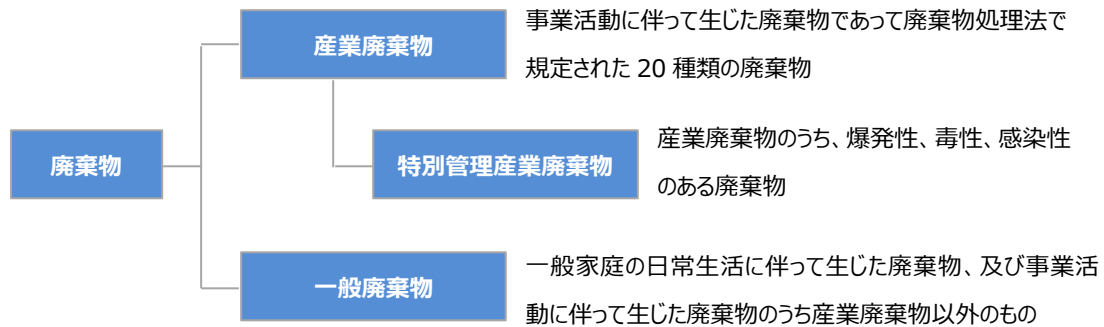 産業廃棄物
事業活動に伴って生じた廃棄物であって廃棄物処理法で
規定された 20 種類の廃棄物
廃棄物
特別管理産業廃棄物
産業廃棄物のうち、爆発性、毒性、感染性
のある廃棄物
一般廃棄物
一般家庭の日常生活に伴って生じた廃棄物、及び事業活
動に伴って生じた廃棄物のうち産業廃棄物以外のもの